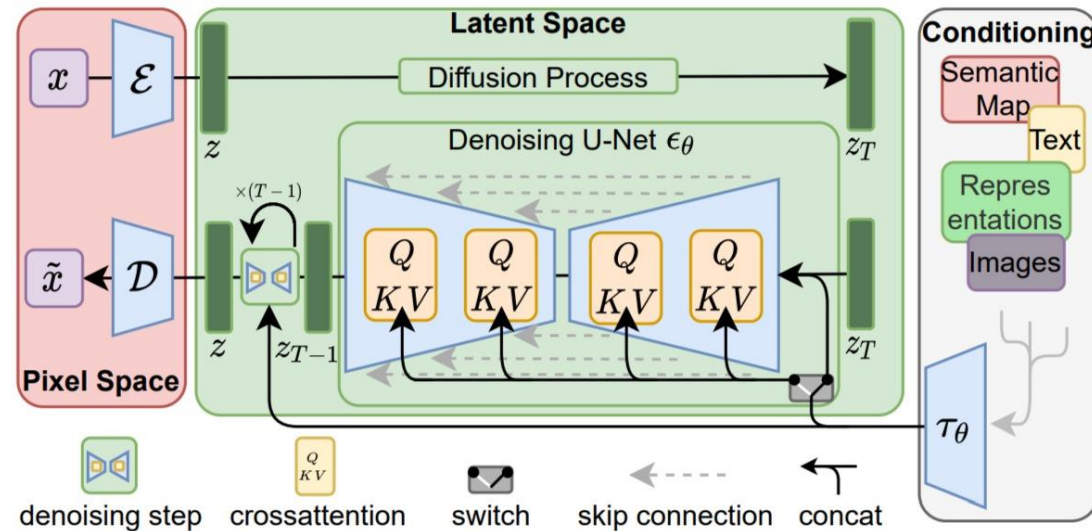 Latent Space
Conditioning
x
ℰ
Diffusion Process
Semantic
Map
Text
z
Denoising U-Net ϵ_θ
z_T
×(T−1)
Repres
entations
Images
x̃
𝒟
Q
KV
Q
KV
Q
KV
Q
KV
z
z_{T−1}
z_T
Pixel Space
τ_θ
Q
KV
denoising step
crossattention
switch
skip connection
concat